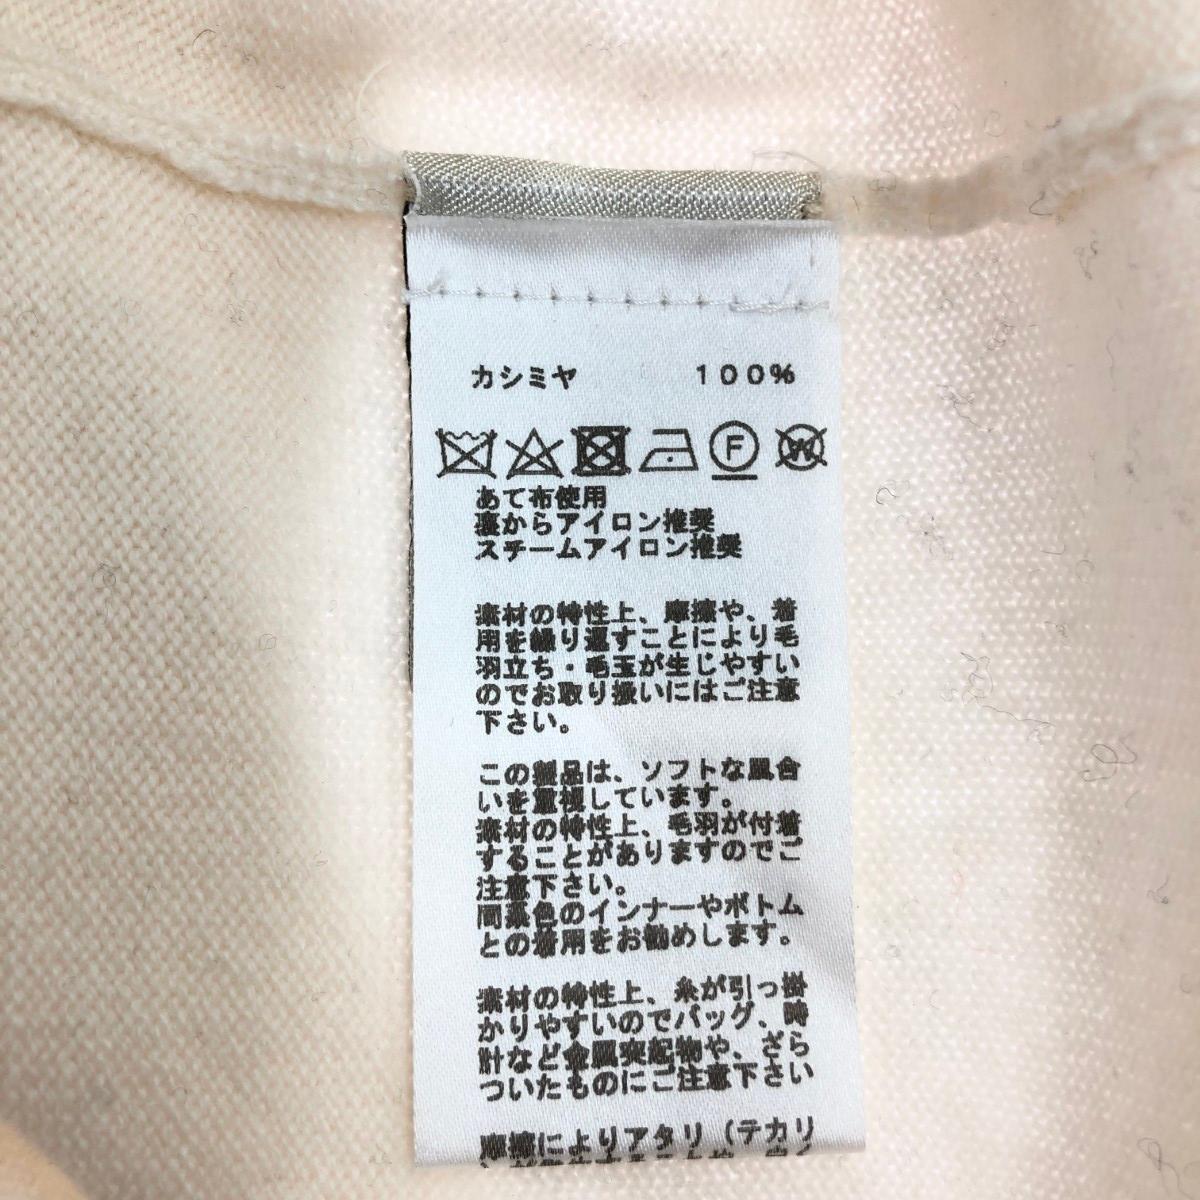 カシミヤ 100%
F W
あて布使用
裏からアイロン推奨
スチームアイロン推奨
素材の特性上、摩擦や、着
用を繰り返すことにより毛
羽立ち・毛玉が生じやすい
のでお取り扱いにはご注意
下さい。
この製品は、ソフトな風合
いを重視しています。
素材の特性上、毛羽が付着
することがありますのでご
注意下さい。
同系色のインナーやボトム
との着用をお勧めします。
素材の特性上、糸が引っ掛
かりやすいのでバッグ、時
計など金属突起物や、ざら
ついたものにご注意下さい
摩擦によりアタリ(テカリ